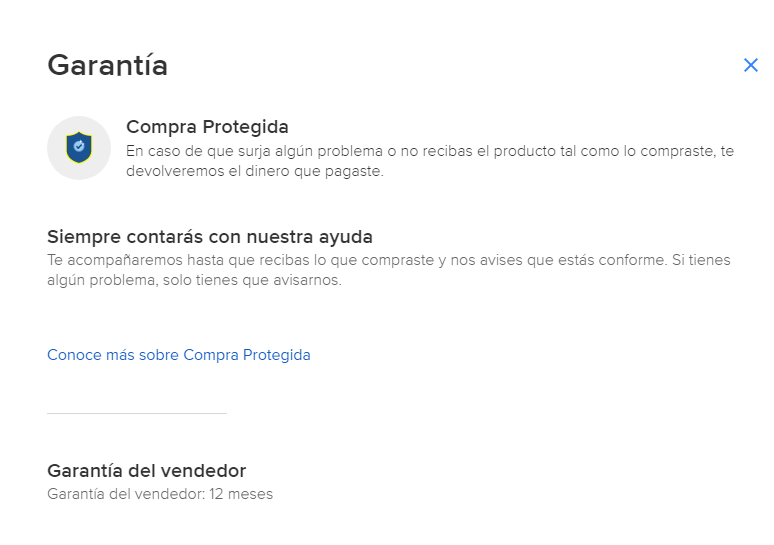 Garantía
Compra Protegida
En caso de que surja algún problema o no recibas el producto tal como lo compraste, te
devolveremos el dinero que pagaste.
Siempre contarás con nuestra ayuda
Te acompañaremos hasta que recibas lo que compraste y nos avises que estás conforme. Si tienes
algún problema, solo tienes que avisarnos.
Conoce más sobre Compra Protegida
Garantía del vendedor
Garantía del vendedor: 12 meses